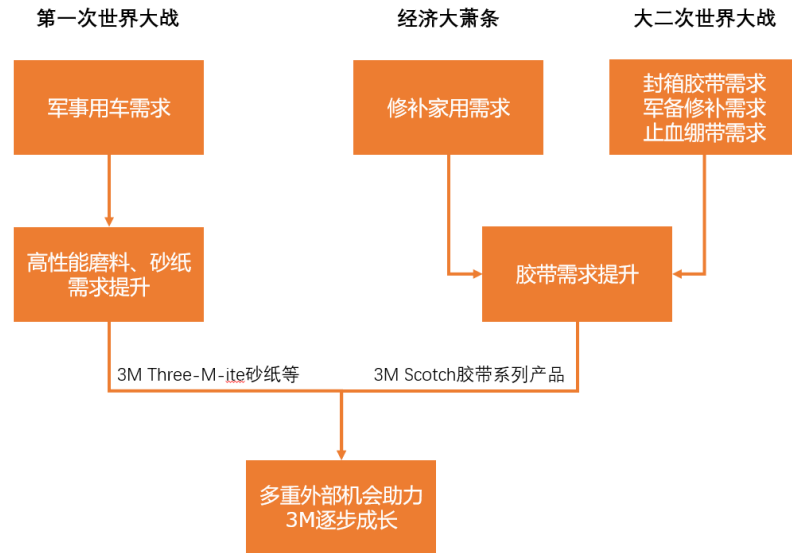 第一次世界大战
经济大萧条
大二次世界大战
军事用车需求
修补家用需求
封箱胶带需求
军备修补需求
止血绷带需求
高性能磨料、砂纸
需求提升
胶带需求提升
3M Three-M-ite砂纸等
3M Scotch胶带系列产品
多重外部机会助力
3M逐步成长